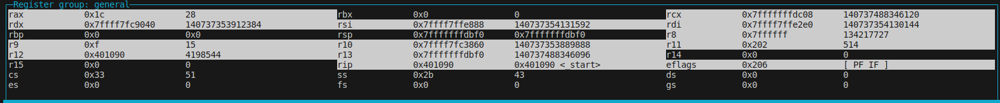 Register group: general
rax 0x1c 28 rbx 0x0 0 rcx 0x7fffffffdc08 140737488346120
rdx 0x7ffff7fc9040 140737353912384 rsi 0x7ffff7ffe888 140737354131592 rdi 0x7ffff7ffe2e0 140737354130144
rbp 0x0 0x0 rsp 0x7fffffffdbf0 0x7fffffffdbf0 r8 0x7ffffff 134217727
r9 0xf 15 r10 0x7ffff7fc3860 140737353889888 r11 0x202 514
r12 0x401090 4198544 r13 0x7fffffffdbf0 140737488346096 r14 0x0 0
r15 0x0 0 rip 0x401090 0x401090 <_start> eflags 0x206 [ PF IF ]
cs 0x33 51 ss 0x2b 43 ds 0x0 0
es 0x0 0 fs 0x0 0 gs 0x0 0